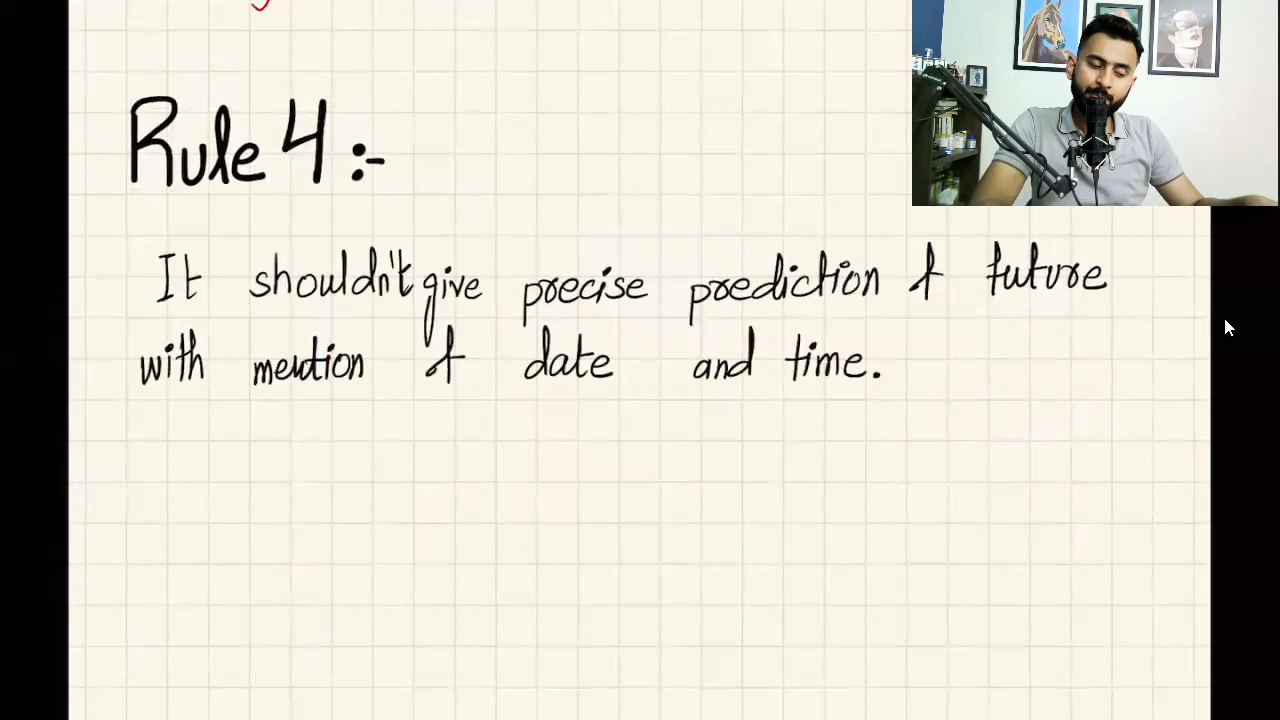 Rule 4 :-
It shouldn't give precise prediction of future
with mention of date and time.